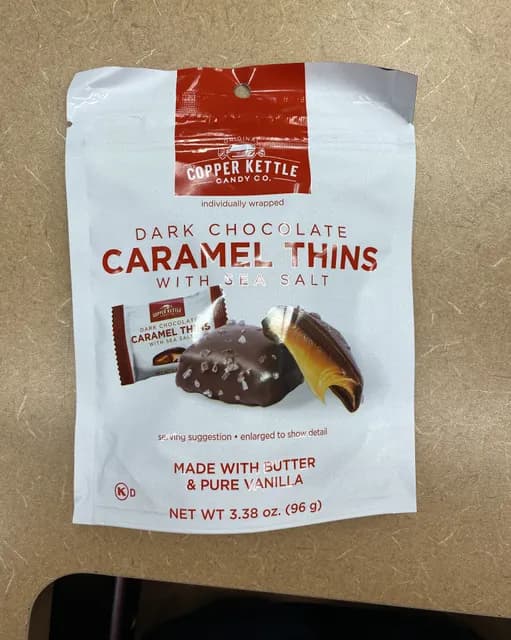 ORIGINAL
COPPER KETTLE
CANDY CO.
individually wrapped
DARK CHOCOLATE
CARAMEL THINS
WITH SEA SALT
COPPER KETTLE
DARK CHOCOLATE
CARAMEL THINS
WITH SEA SALT
serving suggestion • enlarged to show detail
MADE WITH BUTTER
& PURE VANILLA
K D
NET WT 3.38 oz. (96 g)